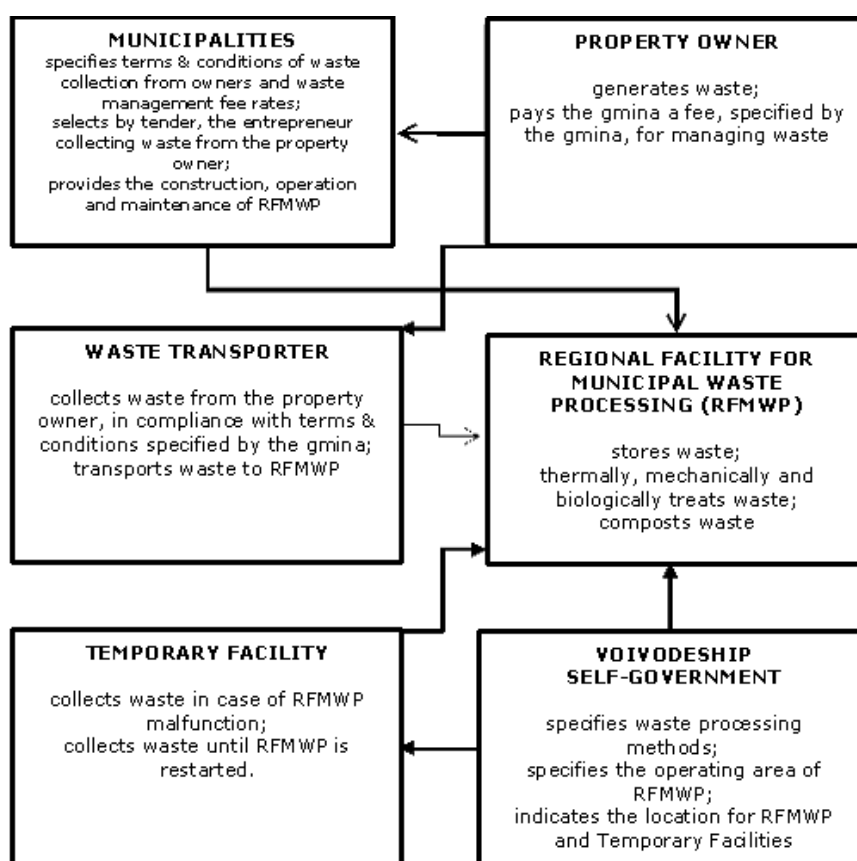 MUNICIPALITIES
specifies terms & conditions of waste
collection from owners and waste
management fee rates;
selects by tender, the entrepreneur
collecting waste from the property
owner;
provides the construction, operation
and maintenance of RFMWP
PROPERTY OWNER
generates waste;
pays the gmina a fee, specified by
the gmina, for managing waste
WASTE TRANSPORTER
collects waste from the property
owner, in compliance with terms &
conditions specified by the gmina;
transports waste to RFMWP
REGIONAL FACILITY FOR
MUNICIPAL WASTE
PROCESSING (RFMWP)
stores waste;
thermally, mechanically and
biologically treats waste;
composts waste
TEMPORARY FACILITY
collects waste in case of RFMWP
malfunction;
collects waste until RFMWP is
restarted.
VOIVODESHIP
SELF-GOVERNMENT
specifies waste processing
methods;
specifies the operating area of
RFMWP;
indicates the location for RFMWP
and Temporary Facilities